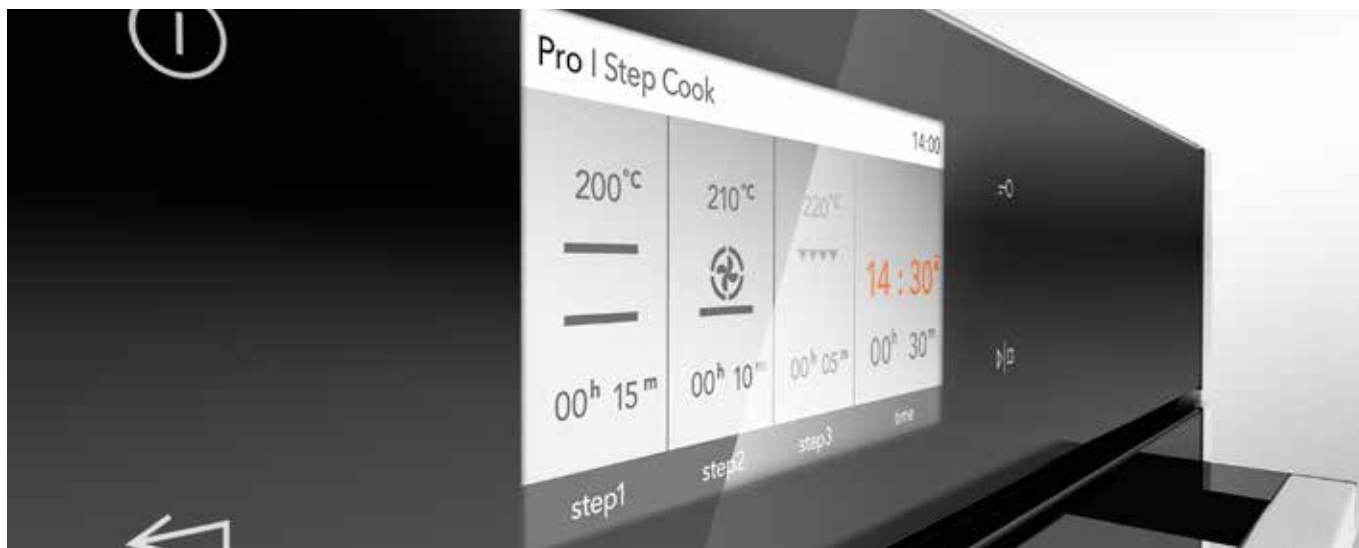 Pro | Step Cook
14:00
200°C
210°C
220°C
14 : 30
00h 15m
00h 10m
00h 05m
00h 30m
step1
step2
step3
time